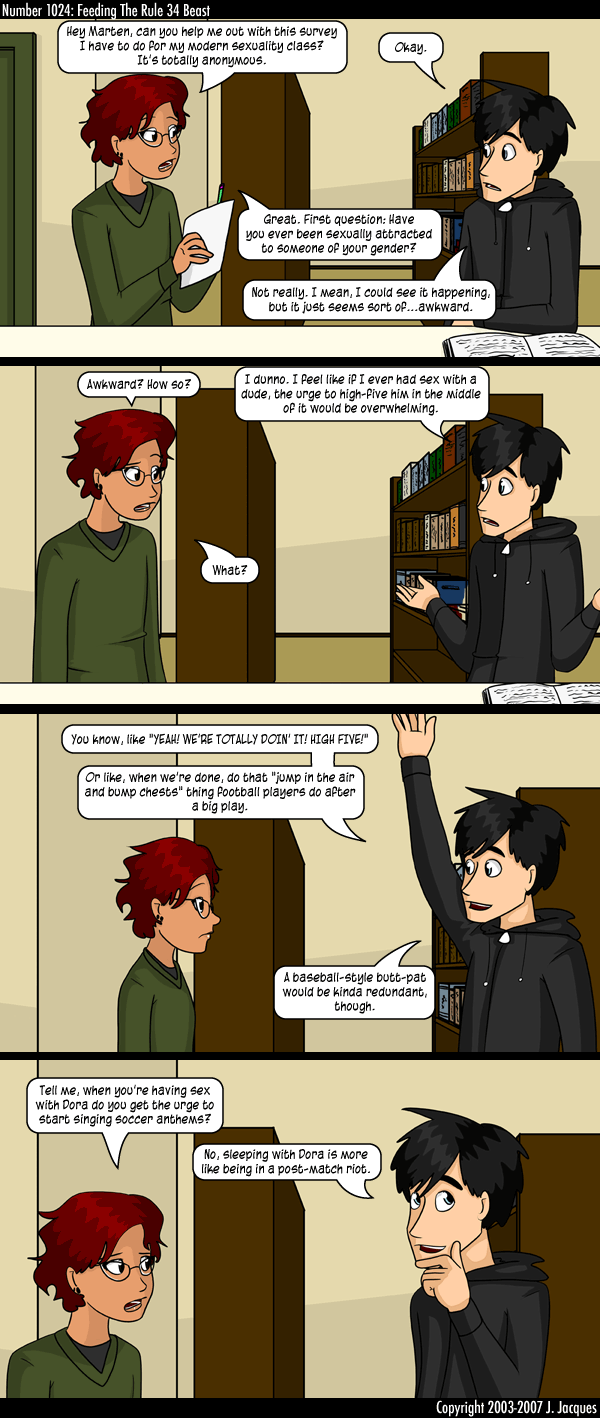 Number 1024: Feeding The Rule 34 Beast
Hey Marten, can you help me out with this survey
I have to do for my modern sexuality class?
It's totally anonymous.
Okay.
Great. First question: Have
you ever been sexually attracted
to someone of your gender?
Not really. I mean, I could see it happening,
but it just seems sort of...awkward.
Awkward? How so?
I dunno. I feel like if I ever had sex with a
dude, the urge to high-five him in the middle
of it would be overwhelming.
What?
You know, like "YEAH! WE'RE TOTALLY DOIN' IT! HIGH FIVE!"
Or like, when we're done, do that "jump in the air
and bump chests" thing football players do after
a big play.
A baseball-style butt-pat
would be kinda redundant,
though.
Tell me, when you're having sex
with Dora do you get the urge to
start singing soccer anthems?
No, sleeping with Dora is more
like being in a post-match riot.
Copyright 2003-2007 J. Jacques